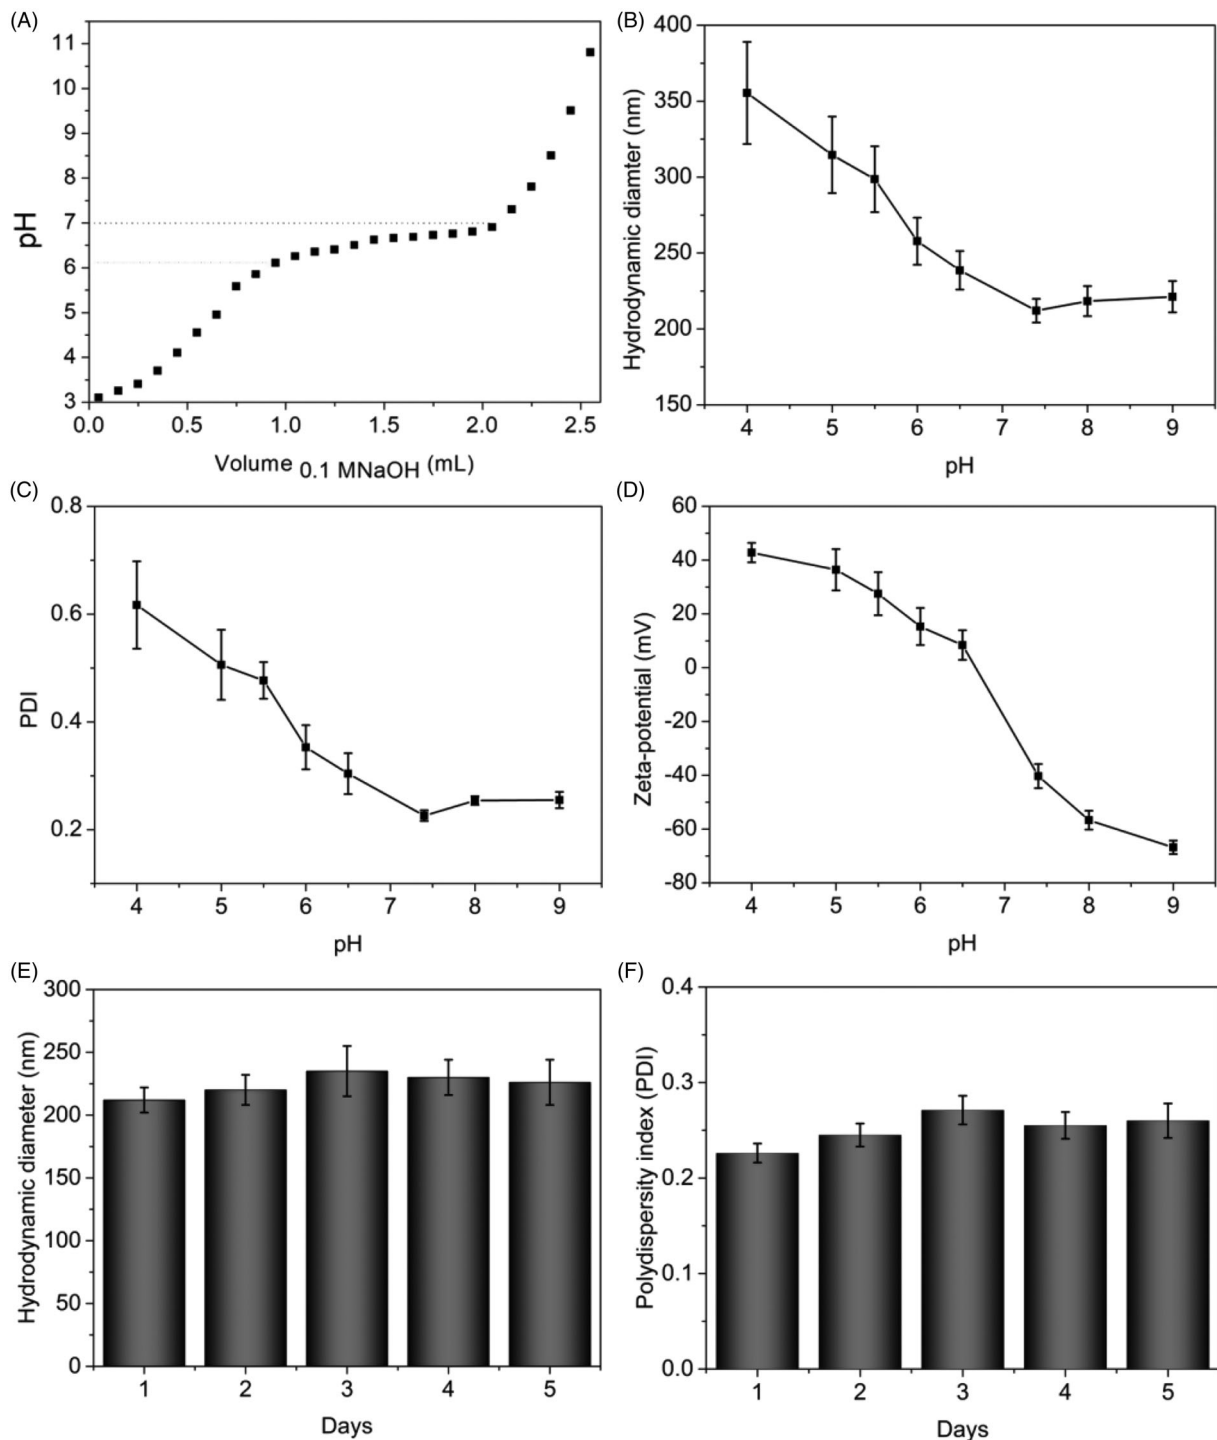 (A)
11
10
9
8
7
6
5
4
3
pH
0.0 0.5 1.0 1.5 2.0 2.5
Volume 0.1 MNaOH (mL)
(B)
400
350
300
250
200
150
Hydrodynamic diamter (nm)
4 5 6 7 8 9
pH
(C)
0.8
0.6
0.4
0.2
PDI
4 5 6 7 8 9
pH
(D)
60
40
20
0
-20
-40
-60
-80
Zeta-potential (mV)
4 5 6 7 8 9
pH
(E)
300
250
200
150
100
50
0
Hydrodynamic diameter (nm)
1 2 3 4 5
Days
(F)
0.4
0.3
0.2
0.1
0.0
Polydispersity index (PDI)
1 2 3 4 5
Days